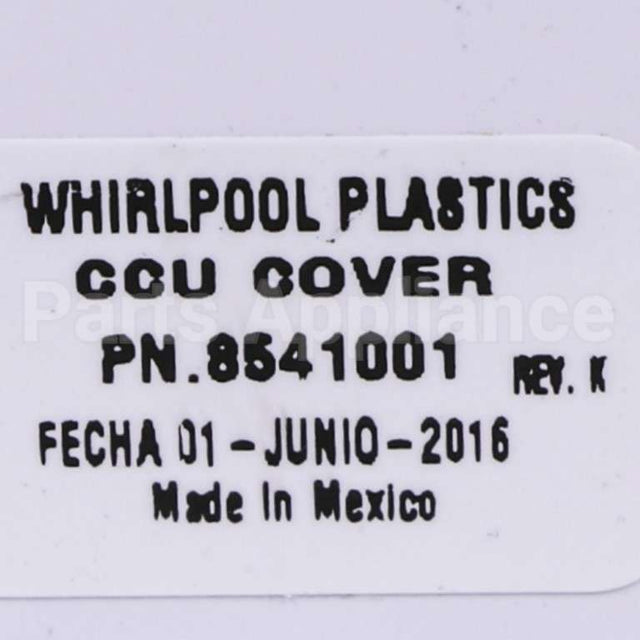 WHIRLPOOL PLASTICS
CCU COVER
Parts Appliance
PN.8541001 REV. K
FECHA 01-JUNIO-2016
Made In Mexico